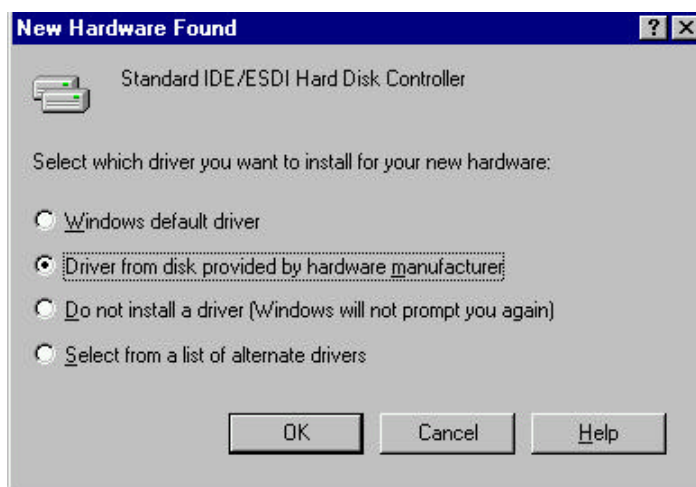 New Hardware Found
Standard IDE/ESDI Hard Disk Controller
Select which driver you want to install for your new hardware:
Windows default driver
Driver from disk provided by hardware manufacturer
Do not install a driver (Windows will not prompt you again)
Select from a list of alternate drivers
OK Cancel Help